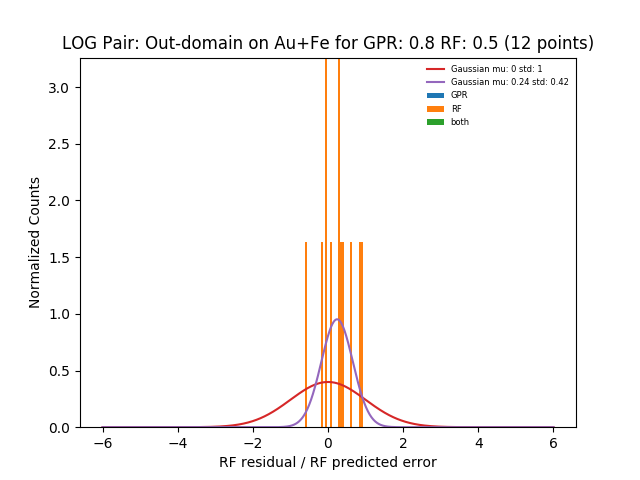 LOG Pair: Out-domain on Au+Fe for GPR: 0.8 RF: 0.5 (12 points)
Gaussian mu: 0 std: 1
Gaussian mu: 0.24 std: 0.42
GPR
RF
both
3.0
2.5
2.0
1.5
1.0
0.5
0.0
Normalized Counts
−6 −4 −2 0 2 4 6
RF residual / RF predicted error